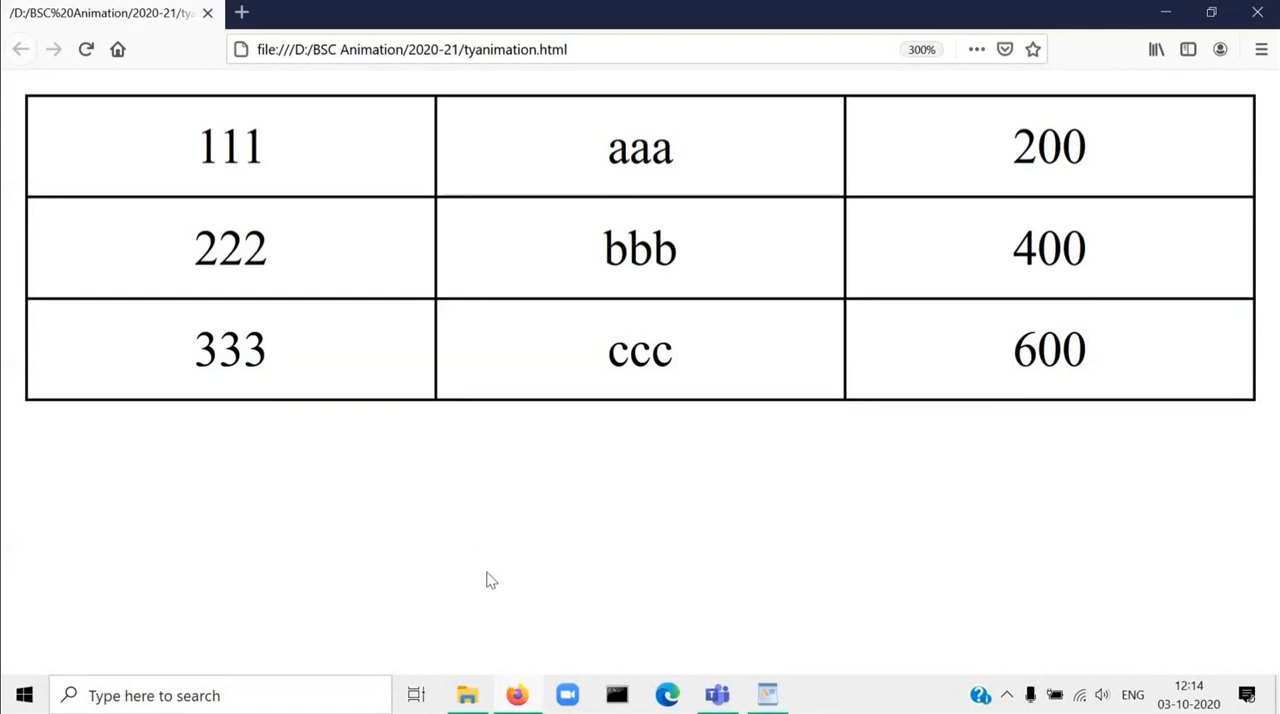 /D:/BSC%20Animation/2020-21/tya
file:///D:/BSC Animation/2020-21/tyanimation.html
300%
111 aaa 200
222 bbb 400
333 ccc 600
Type here to search
ENG
12:14
03-10-2020